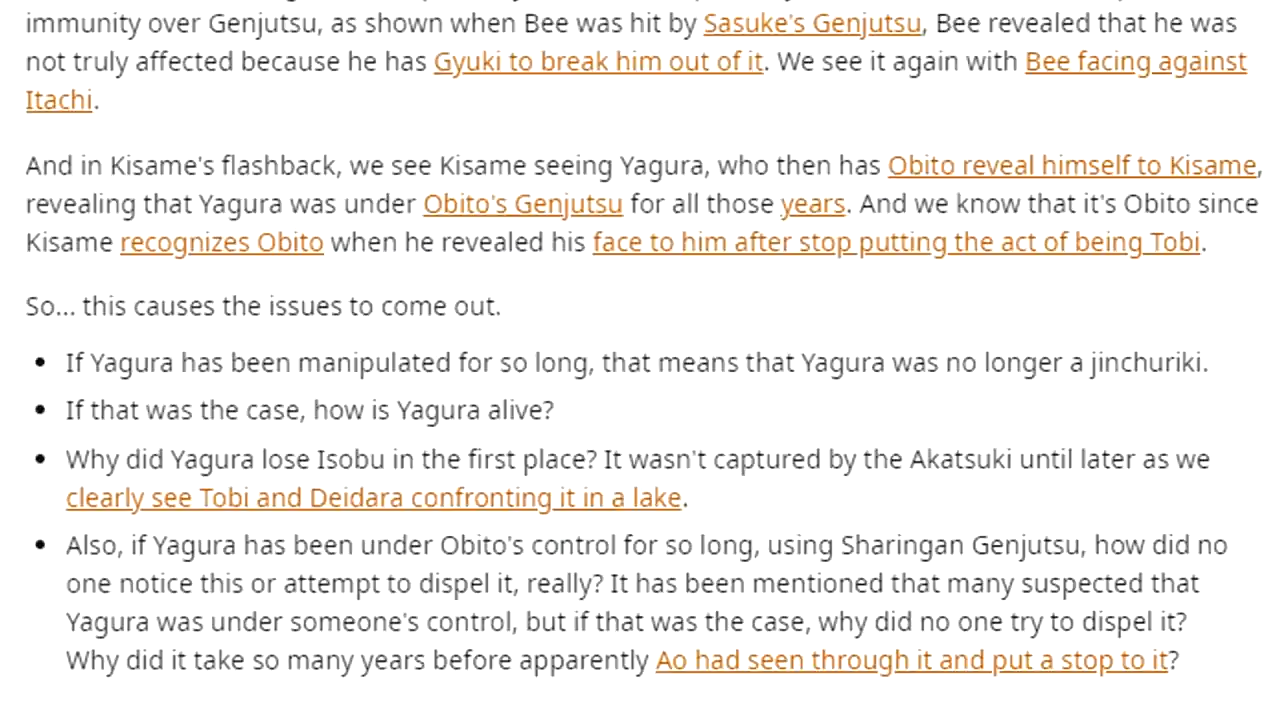 immunity over Genjutsu, as shown when Bee was hit by Sasuke's Genjutsu, Bee revealed that he was
not truly affected because he has Gyuki to break him out of it. We see it again with Bee facing against
Itachi.
And in Kisame's flashback, we see Kisame seeing Yagura, who then has Obito reveal himself to Kisame,
revealing that Yagura was under Obito's Genjutsu for all those years. And we know that it's Obito since
Kisame recognizes Obito when he revealed his face to him after stop putting the act of being Tobi.
So... this causes the issues to come out.
• If Yagura has been manipulated for so long, that means that Yagura was no longer a jinchuriki.
• If that was the case, how is Yagura alive?
• Why did Yagura lose Isobu in the first place? It wasn't captured by the Akatsuki until later as we
clearly see Tobi and Deidara confronting it in a lake.
• Also, if Yagura has been under Obito's control for so long, using Sharingan Genjutsu, how did no
one notice this or attempt to dispel it, really? It has been mentioned that many suspected that
Yagura was under someone's control, but if that was the case, why did no one try to dispel it?
Why did it take so many years before apparently Ao had seen through it and put a stop to it?